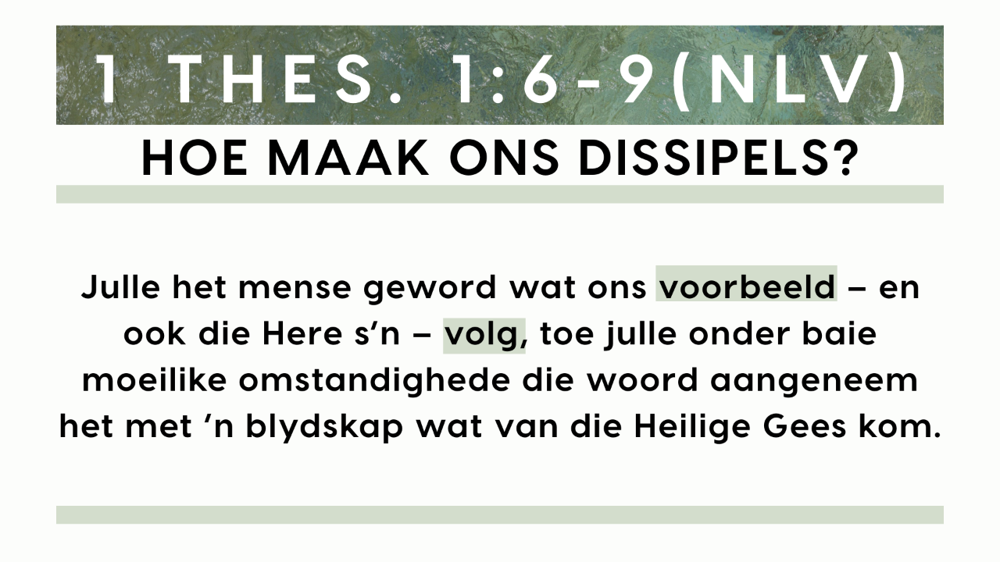 1 THES. 1:6-9(NLV)
HOE MAAK ONS DISSIPELS?
Julle het mense geword wat ons voorbeeld – en
ook die Here s’n – volg, toe julle onder baie
moeilike omstandighede die woord aangeneem
het met ’n blydskap wat van die Heilige Gees kom.